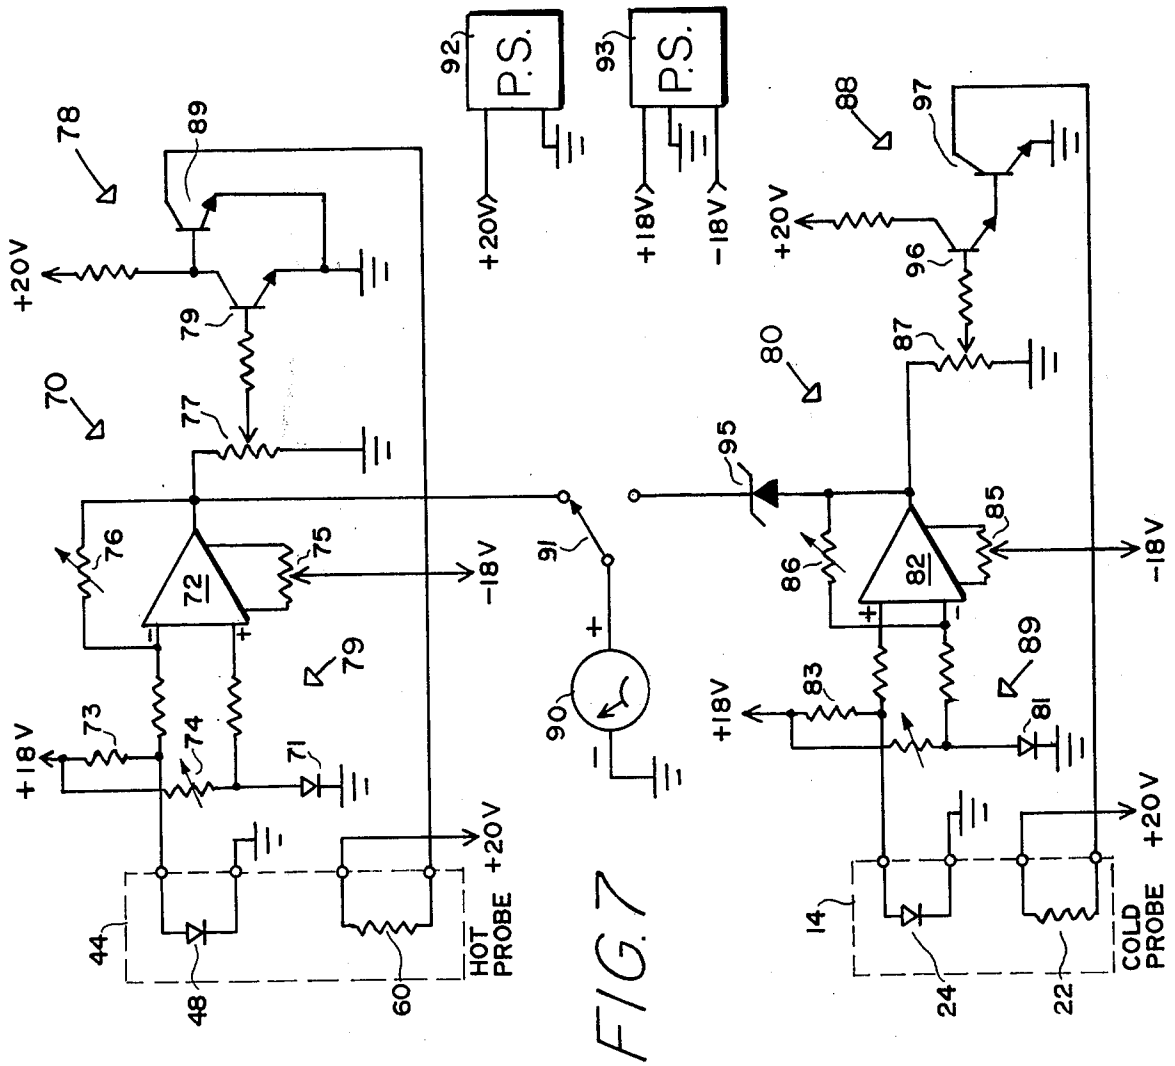 78
89
+20V
79
77
70
76
72
-
+
75
-18V
79
+18V
73
74
71
+20V
44
48
60
HOT
PROBE
92
P.S.
+20V
93
P.S.
+18V
-18V
91
90
+
-
88
97
+20V
96
87
80
95
86
82
+
-
85
-18V
89
+18V
83
81
+20V
14
24
22
COLD
PROBE
FIG.7